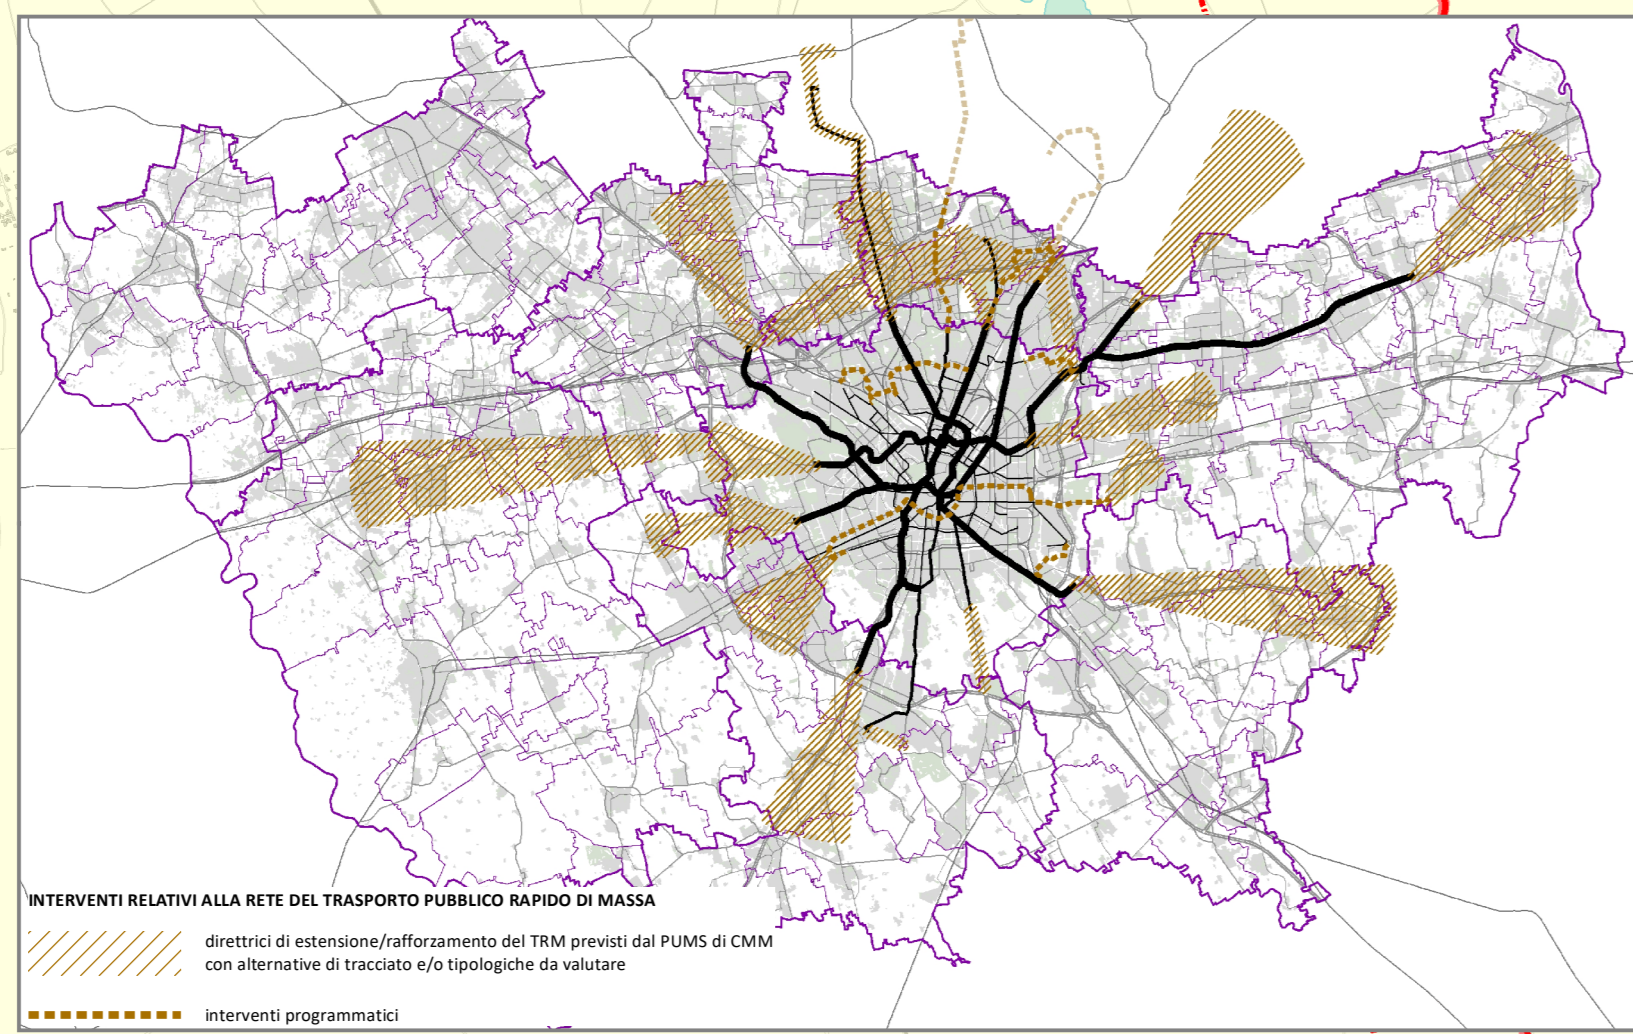 INTERVENTI RELATIVI ALLA RETE DEL TRASPORTO PUBBLICO RAPIDO DI MASSA
direttrici di estensione/rafforzamento del TRM previsti dal PUMS di CMM
con alternative di tracciato e/o tipologiche da valutare
interventi programmatici